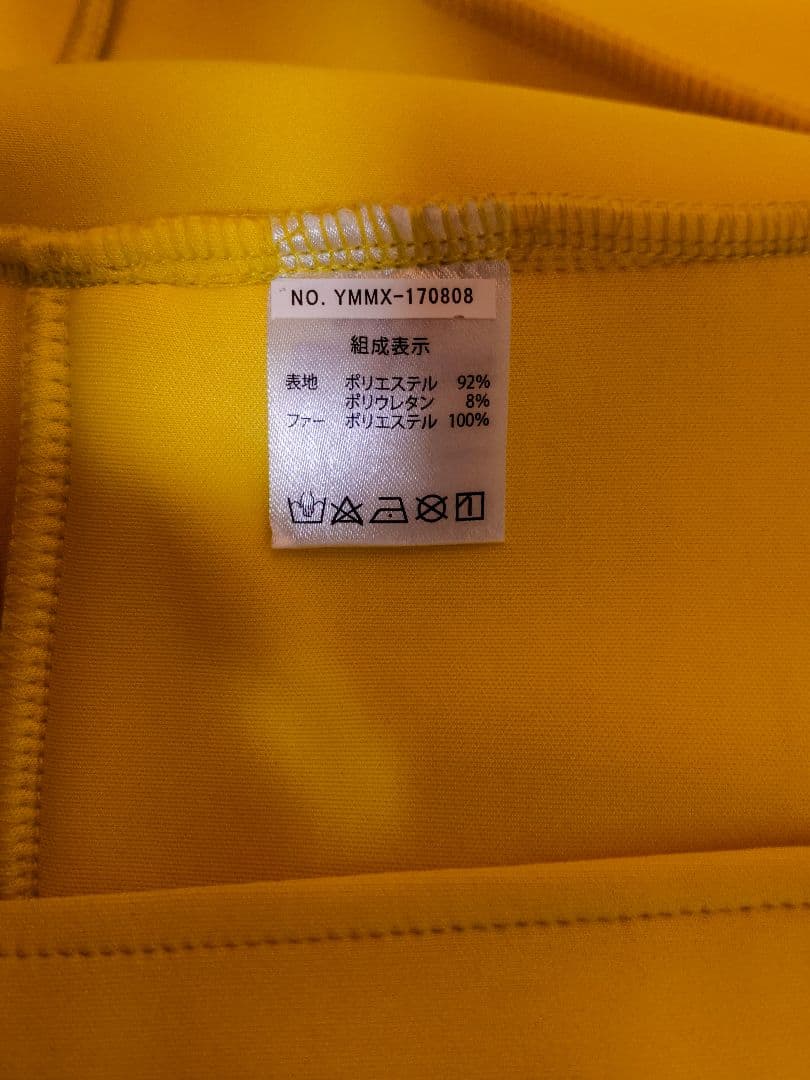 NO. YMMX-170808
組成表示
表地 ポリエステル 92%
ポリウレタン 8%
ファー ポリエステル 100%